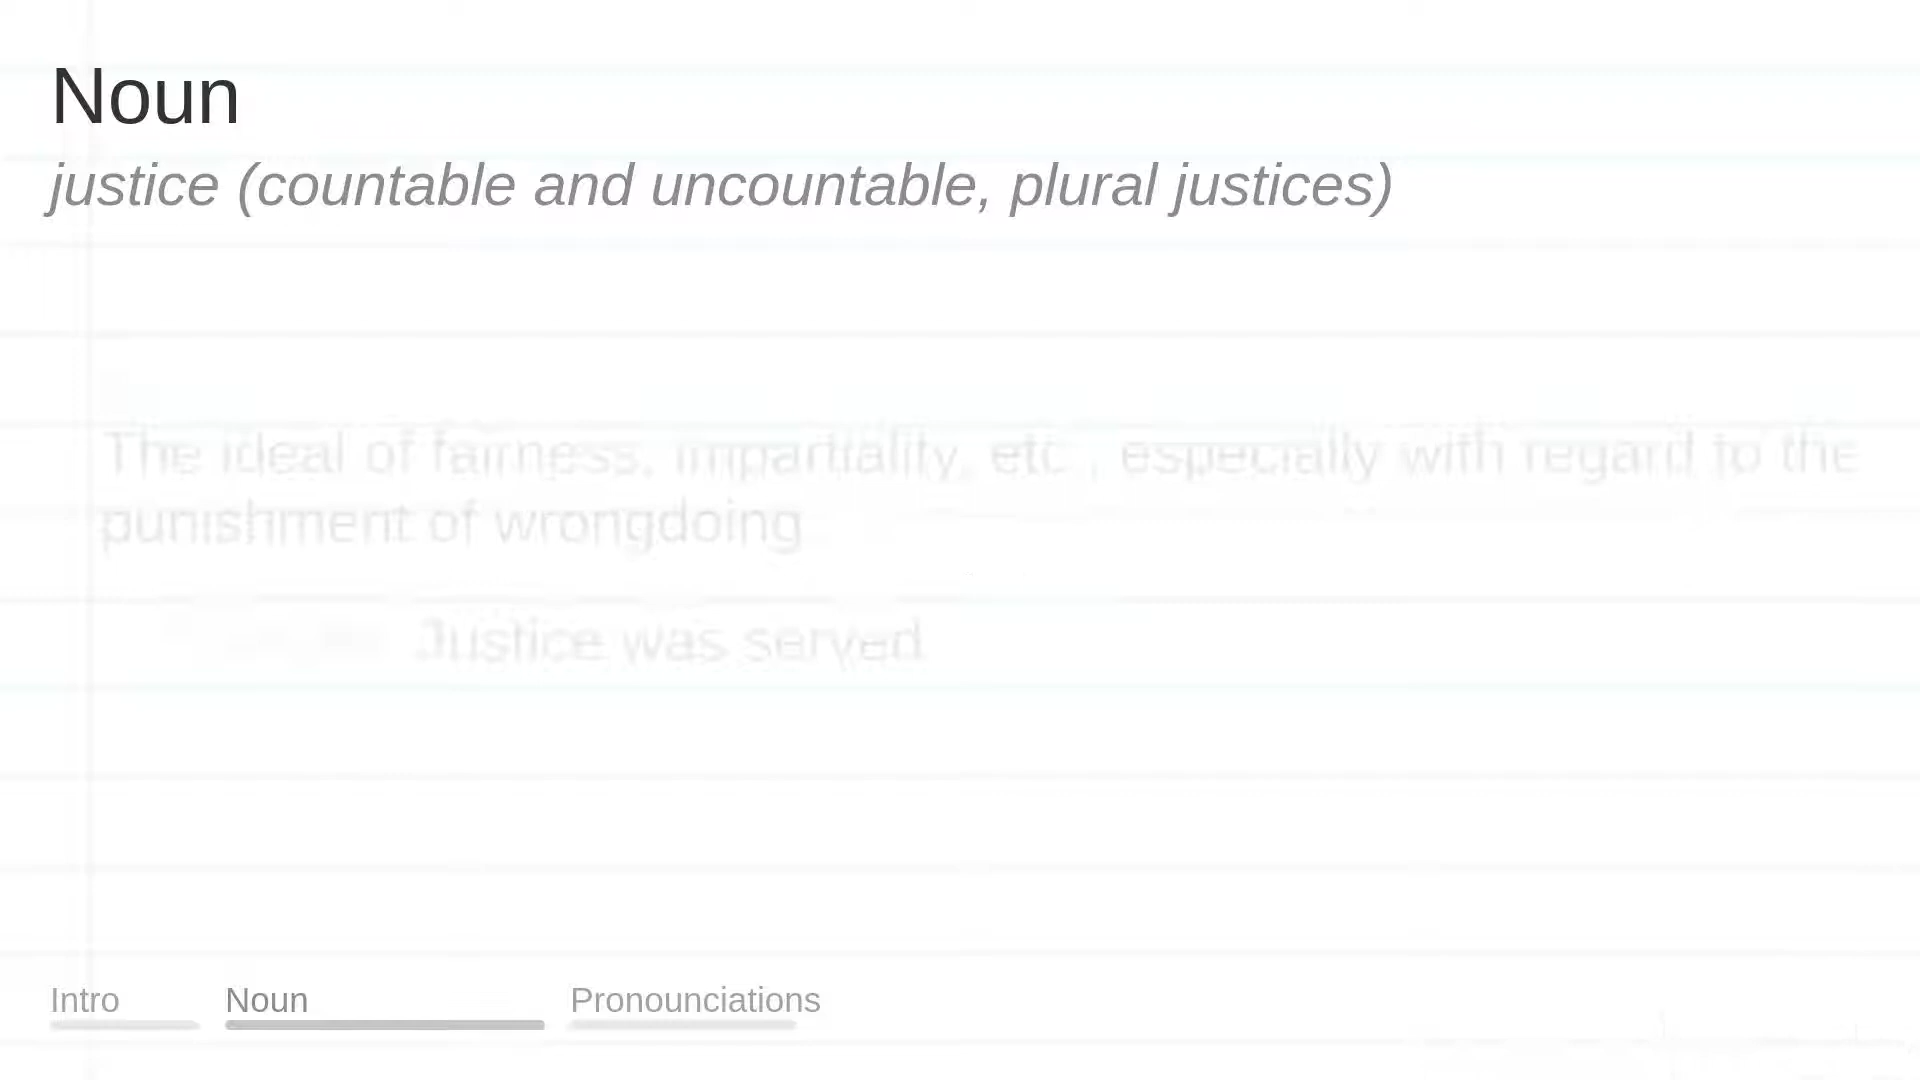 Noun
justice (countable and uncountable, plural justices)
The ideal of fairness, impartiality, etc., especially with regard to the
punishment of wrongdoing
Justice was served
Intro Noun Pronounciations